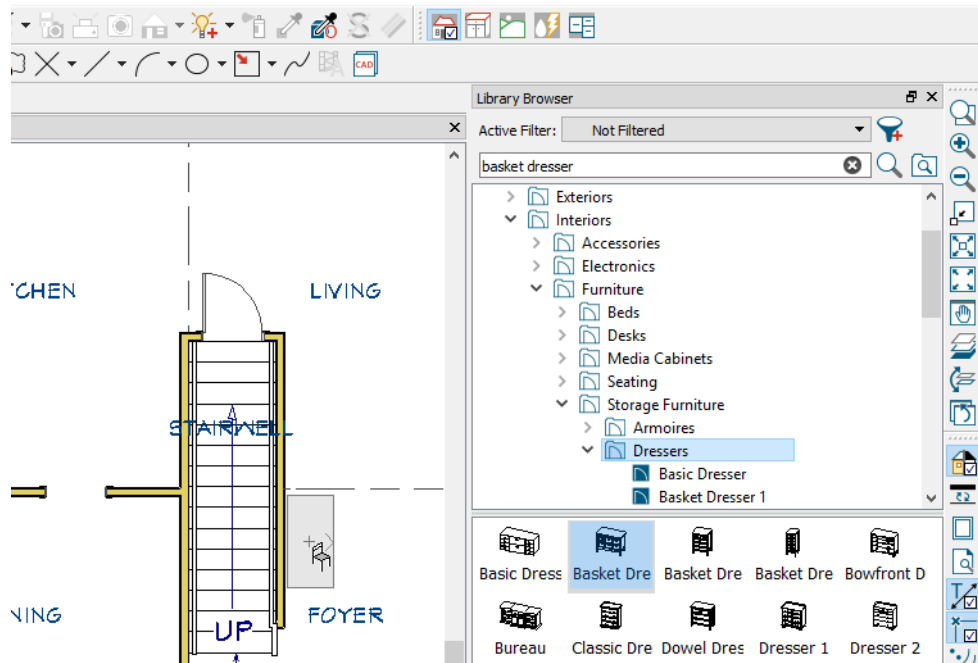 CAD
Library Browser
Active Filter: Not Filtered
basket dresser
Exteriors
Interiors
Accessories
Electronics
Furniture
Beds
Desks
Media Cabinets
Seating
Storage Furniture
Armoires
Dressers
Basic Dresser
Basket Dresser 1
Basic Dress Basket Dre Basket Dre Basket Dre Bowfront D
Bureau Classic Dre Dowel Dres Dresser 1 Dresser 2
CHEN
LIVING
STAIRWELL
NING
UP
FOYER